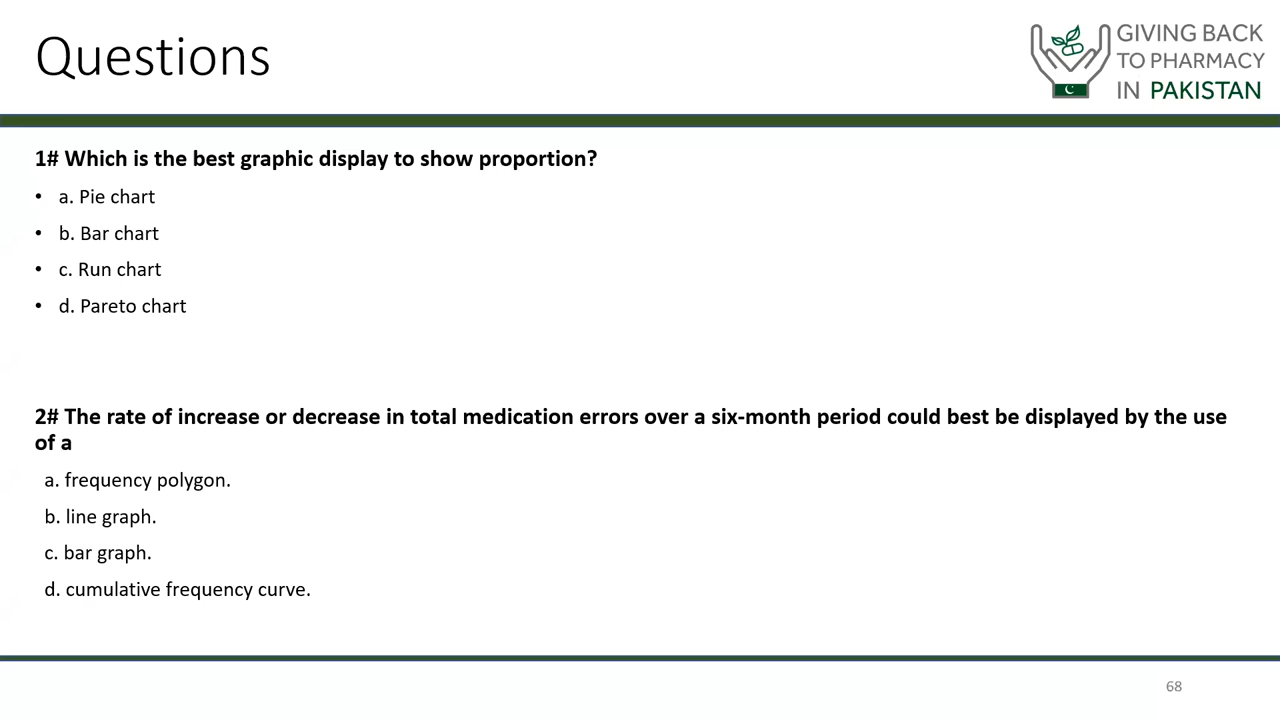 Questions
GIVING BACK
TO PHARMACY
IN PAKISTAN
1# Which is the best graphic display to show proportion?
• a. Pie chart
• b. Bar chart
• c. Run chart
• d. Pareto chart
2# The rate of increase or decrease in total medication errors over a six-month period could best be displayed by the use
of a
a. frequency polygon.
b. line graph.
c. bar graph.
d. cumulative frequency curve.
68